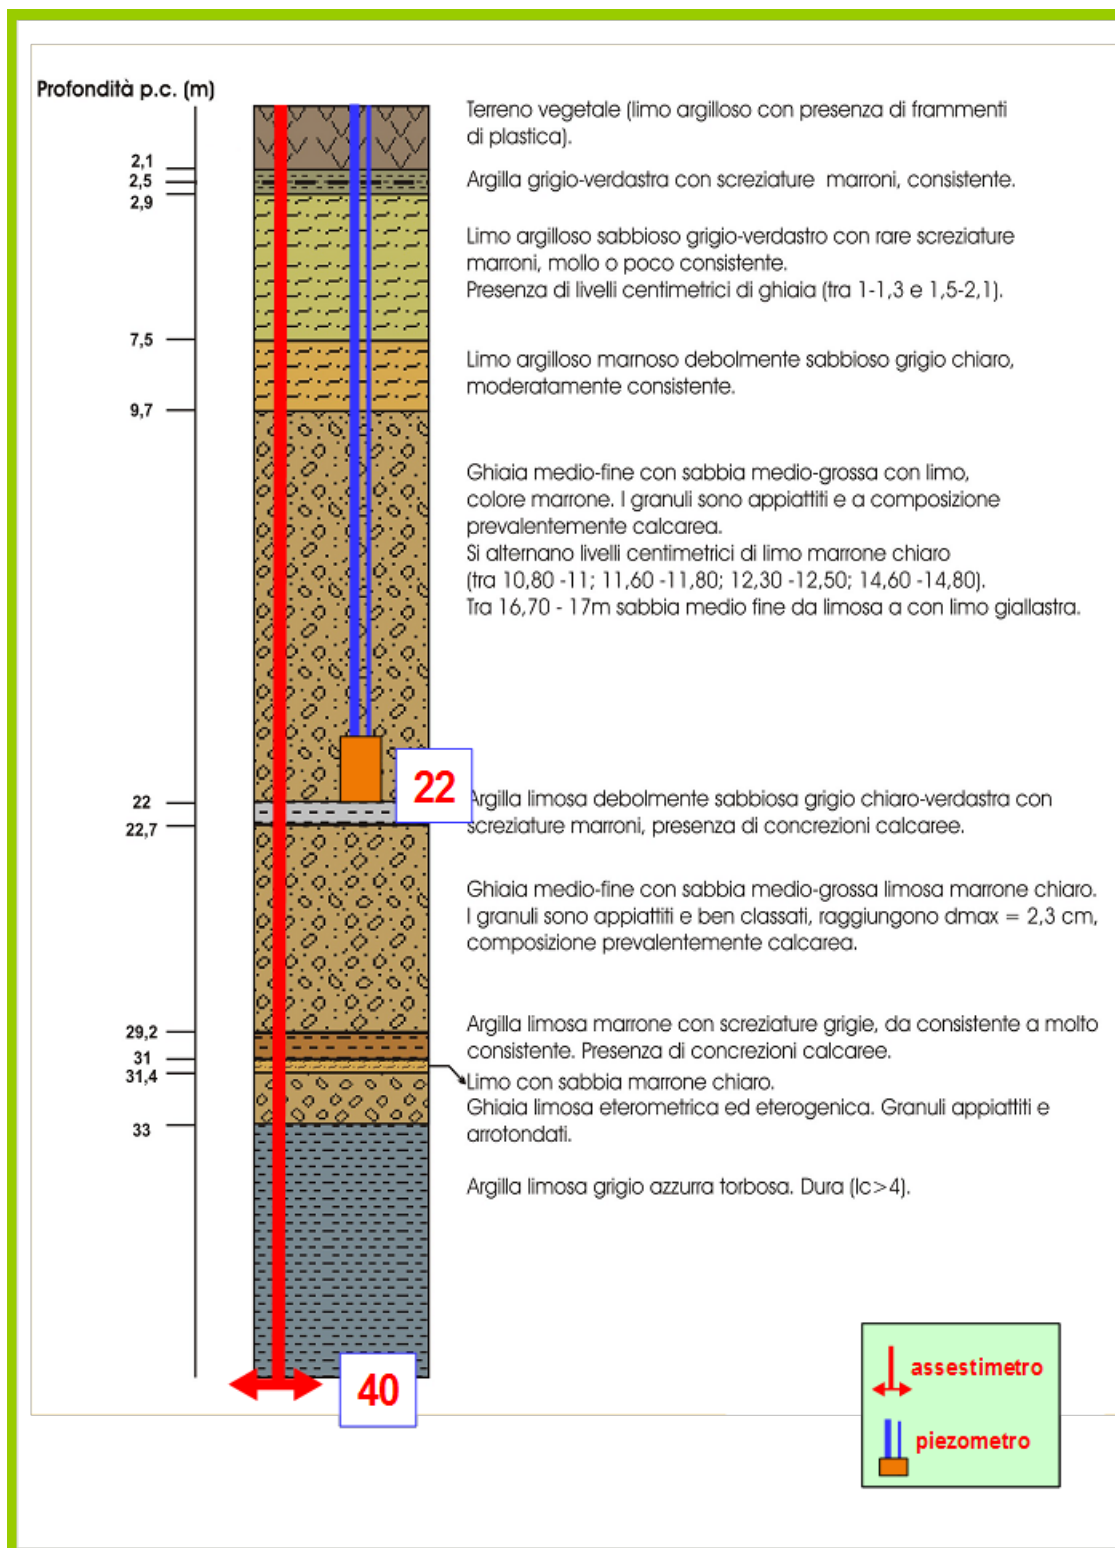 Profondità p.c. (m)
Terreno vegetale (limo argilloso con presenza di frammenti
di plastica).
2,1
2,5
Argilla grigio-verdastra con screziature marroni, consistente.
2,9
Limo argilloso sabbioso grigio-verdastro con rare screziature
marroni, mollo o poco consistente.
Presenza di livelli centimetrici di ghiaia (tra 1-1,3 e 1,5-2,1).
7,5
Limo argilloso marnoso debolmente sabbioso grigio chiaro,
moderatamente consistente.
9,7
Ghiaia medio-fine con sabbia medio-grossa con limo,
colore marrone. I granuli sono appiattiti e a composizione
prevalentemente calcarea.
Si alternano livelli centimetrici di limo marrone chiaro
(tra 10,80 -11; 11,60 -11,80; 12,30 -12,50; 14,60 -14,80).
Tra 16,70 - 17m sabbia medio fine da limosa a con limo giallastra.
22
22
Argilla limosa debolmente sabbiosa grigio chiaro-verdastra con
screziature marroni, presenza di concrezioni calcaree.
22,7
Ghiaia medio-fine con sabbia medio-grossa limosa marrone chiaro.
I granuli sono appiattiti e ben classati, raggiungono dmax = 2,3 cm,
composizione prevalentemente calcarea.
29,2
Argilla limosa marrone con screziature grigie, da consistente a molto
consistente. Presenza di concrezioni calcaree.
31
31,4
Limo con sabbia marrone chiaro.
Ghiaia limosa eterometrica ed eterogenica. Granuli appiattiti e
arrotondati.
33
Argilla limosa grigio azzurra torbosa. Dura (Ic>4).
40
assestimetro
piezometro